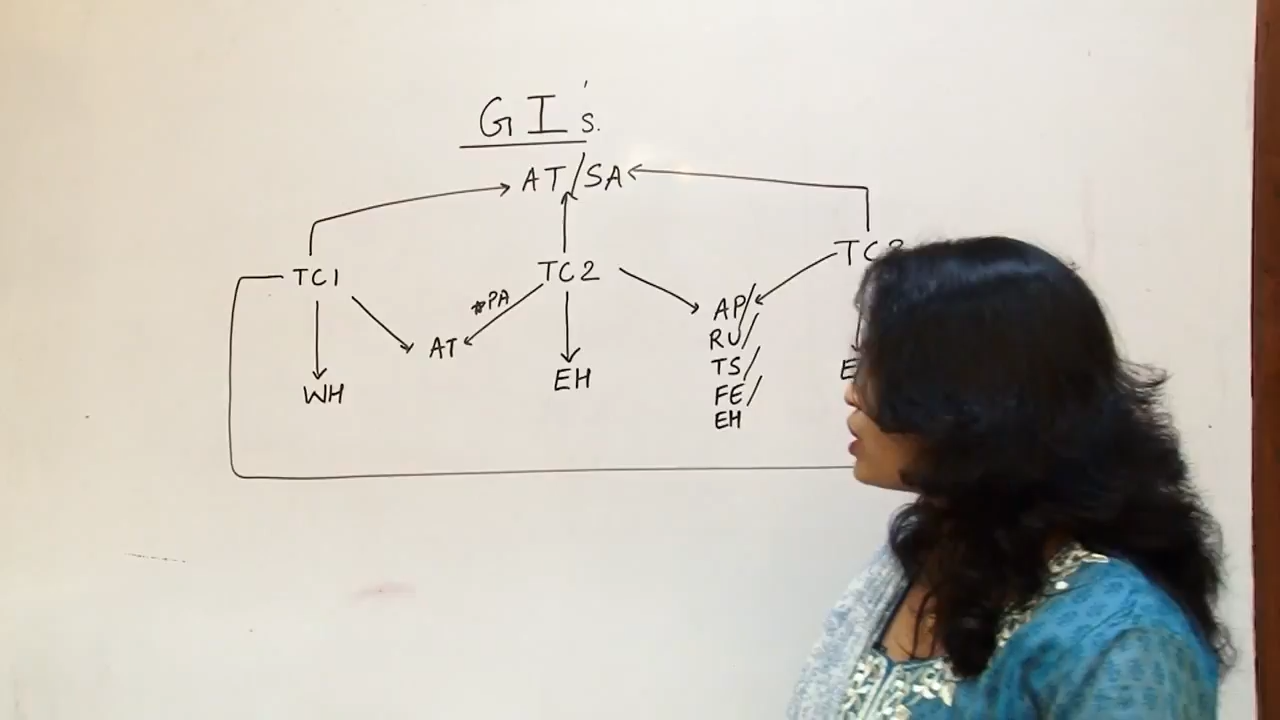 GI's.
AT/SA
TC1
TC2
*PA
AT
WH
EH
AP/
RU/
TS/
FE/
EH